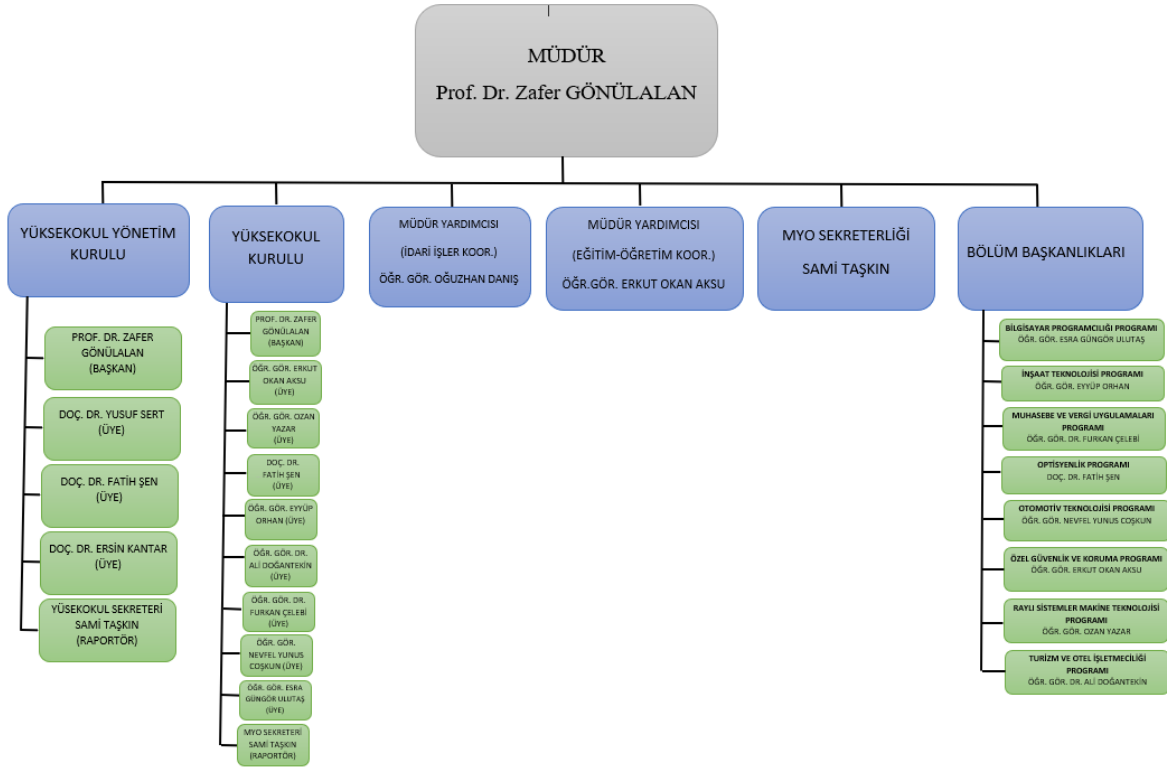 MÜDÜR
Prof. Dr. Zafer GÖNÜLALAN
YÜKSEKOKUL YÖNETİM
KURULU
PROF. DR. ZAFER
GÖNÜLALAN
(BAŞKAN)
DOÇ. DR. YUSUF SERT
(ÜYE)
DOÇ. DR. FATİH ŞEN
(ÜYE)
DOÇ. DR. ERSİN KANTAR
(ÜYE)
YÜSEKOKUL SEKRETERİ
SAMİ TAŞKIN
(RAPORTÖR)
YÜKSEKOKUL
KURULU
PROF. DR. ZAFER
GÖNÜLALAN
(BAŞKAN)
ÖĞR. GÖR. ERKUT
OKAN AKSU
(ÜYE)
ÖĞR. GÖR. OZAN
YAZAR
(ÜYE)
DOÇ. DR.
FATİH ŞEN
(ÜYE)
ÖĞR. GÖR. EYYÜP
ORHAN (ÜYE)
ÖĞR. GÖR. DR.
ALİ DOĞANTEKİN
(ÜYE)
ÖĞR. GÖR. DR.
FURKAN ÇELEBİ
(ÜYE)
ÖĞR. GÖR.
NEVFEL YUNUS
COŞKUN (ÜYE)
ÖĞR. GÖR. ESRA
GÜNGÖR ULUTAŞ
(ÜYE)
MYO SEKRETERİ
SAMİ TAŞKIN
(RAPORTÖR)
MÜDÜR YARDIMCISI
(İDARİ İŞLER KOOR.)
ÖĞR. GÖR. OĞUZHAN DANIŞ
MÜDÜR YARDIMCISI
(EĞİTİM-ÖĞRETİM KOOR.)
ÖĞR.GÖR. ERKUT OKAN AKSU
MYO SEKRETERLİĞİ
SAMİ TAŞKIN
BÖLÜM BAŞKANLIKLARI
BİLGİSAYAR PROGRAMCILIĞI PROGRAMI
ÖĞR. GÖR. ESRA GÜNGÖR ULUTAŞ
İNŞAAT TEKNOLOJİSİ PROGRAMI
ÖĞR. GÖR. EYYÜP ORHAN
MUHASEBE VE VERGİ UYGULAMALARI
PROGRAMI
ÖĞR. GÖR. DR. FURKAN ÇELEBİ
OPTİSYENLİK PROGRAMI
DOÇ. DR. FATİH ŞEN
OTOMOTİV TEKNOLOJİSİ PROGRAMI
ÖĞR. GÖR. NEVFEL YUNUS COŞKUN
ÖZEL GÜVENLİK VE KORUMA PROGRAMI
ÖĞR. GÖR. ERKUT OKAN AKSU
RAYLI SİSTEMLER MAKİNE TEKNOLOJİSİ
PROGRAMI
ÖĞR. GÖR. OZAN YAZAR
TURİZM VE OTEL İŞLETMECİLİĞİ
PROGRAMI
ÖĞR. GÖR. DR. ALİ DOĞANTEKİN